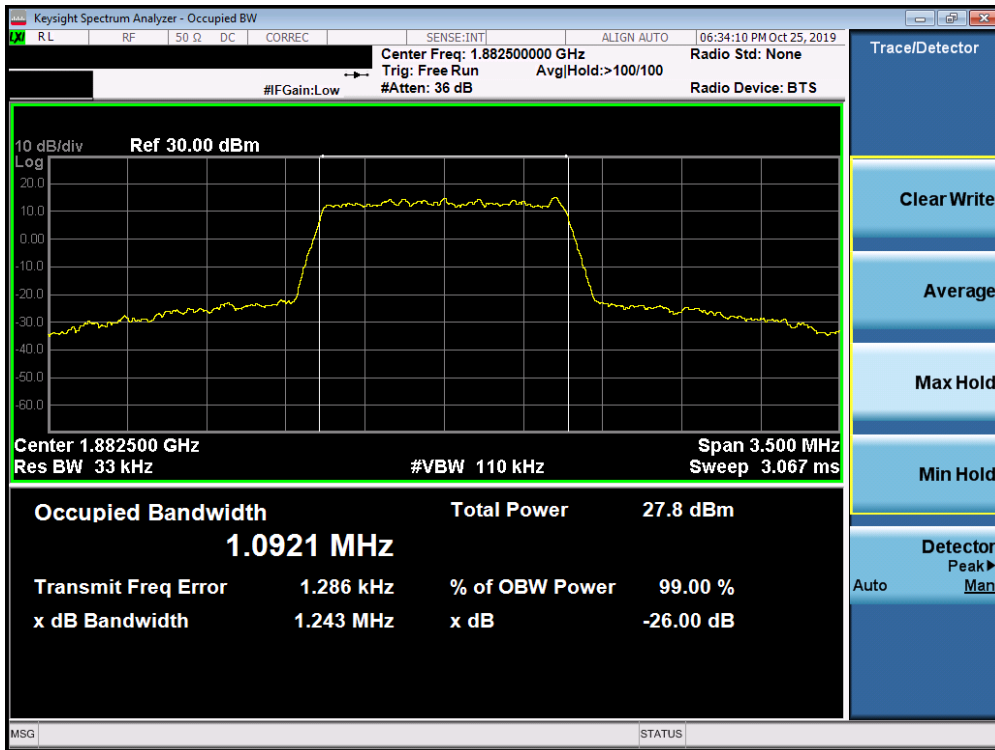 Keysight Spectrum Analyzer - Occupied BW
LXI RL RF 50 Ω DC CORREC SENSE:INT ALIGN AUTO 06:34:10 PM Oct 25, 2019
Center Freq: 1.882500000 GHz Radio Std: None
Trig: Free Run Avg|Hold:>100/100
#IFGain:Low #Atten: 36 dB Radio Device: BTS
10 dB/div Ref 30.00 dBm
Log
20.0
10.0
0.00
-10.0
-20.0
-30.0
-40.0
-50.0
-60.0
Center 1.882500 GHz Span 3.500 MHz
Res BW 33 kHz #VBW 110 kHz Sweep 3.067 ms
Occupied Bandwidth Total Power 27.8 dBm
1.0921 MHz
Transmit Freq Error 1.286 kHz % of OBW Power 99.00 %
x dB Bandwidth 1.243 MHz x dB -26.00 dB
MSG STATUS
Trace/Detector
Clear Write
Average
Max Hold
Min Hold
Detector
Peak▶
Auto Man